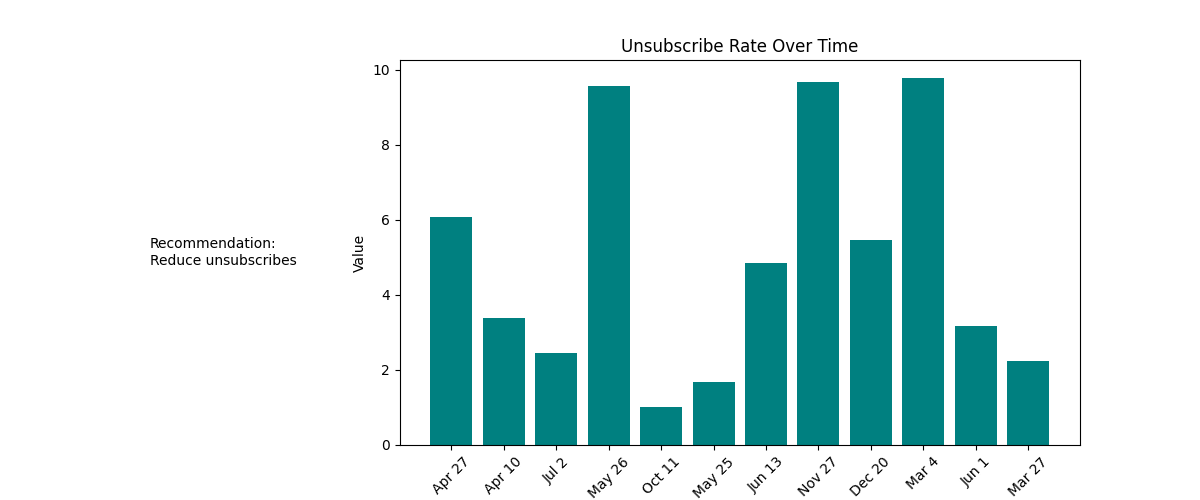 Unsubscribe Rate Over Time
Recommendation:
Reduce unsubscribes
Value
10
8
6
4
2
0
Apr 27
Apr 10
Jul 2
May 26
Oct 11
May 25
Jun 13
Nov 27
Dec 20
Mar 4
Jun 1
Mar 27